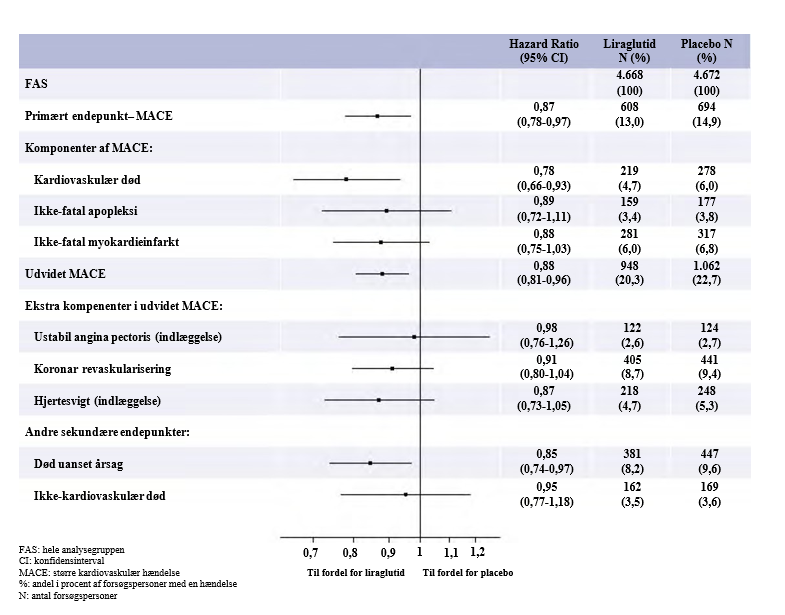 Hazard Ratio Liraglutid Placebo N
(95% CI) N (%) (%)
FAS 4.668 4.672
(100) (100)
Primært endepunkt– MACE 0,87 608 694
(0,78-0,97) (13,0) (14,9)
Komponenter af MACE:
Kardiovaskulær død 0,78 219 278
(0,66-0,93) (4,7) (6,0)
Ikke-fatal apopleksi 0,89 159 177
(0,72-1,11) (3,4) (3,8)
Ikke-fatal myokardieinfarkt 0,88 281 317
(0,75-1,03) (6,0) (6,8)
Udvidet MACE 0,88 948 1.062
(0,81-0,96) (20,3) (22,7)
Ekstra kompenenter i udvidet MACE:
Ustabil angina pectoris (indlæggelse) 0,98 122 124
(0,76-1,26) (2,6) (2,7)
Koronar revaskularisering 0,91 405 441
(0,80-1,04) (8,7) (9,4)
Hjertesvigt (indlæggelse) 0,87 218 248
(0,73-1,05) (4,7) (5,3)
Andre sekundære endepunkter:
Død uanset årsag 0,85 381 447
(0,74-0,97) (8,2) (9,6)
Ikke-kardiovaskulær død 0,95 162 169
(0,77-1,18) (3,5) (3,6)
0,7 0,8 0,9 1 1,1 1,2
Til fordel for liraglutid Til fordel for placebo
FAS: hele analysegruppen
CI: konfidensinterval
MACE: større kardiovaskulær hændelse
%: andel i procent af forsøgspersoner med en hændelse
N: antal forsøgspersoner